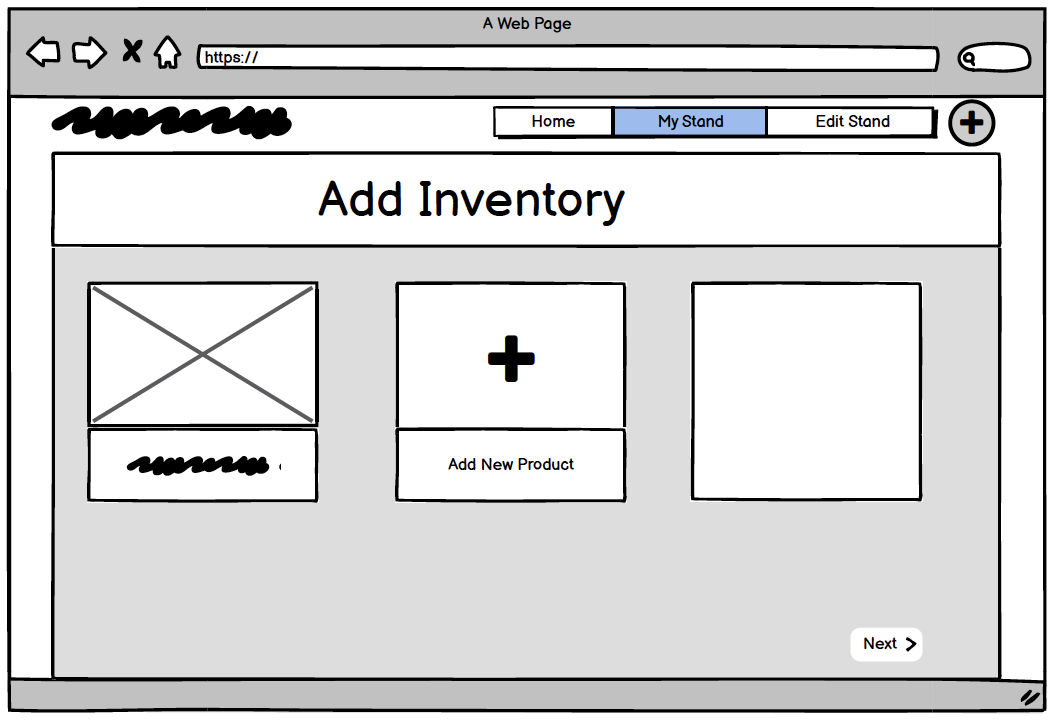 A Web Page
https://
Home My Stand Edit Stand
Add Inventory
Add New Product
Next